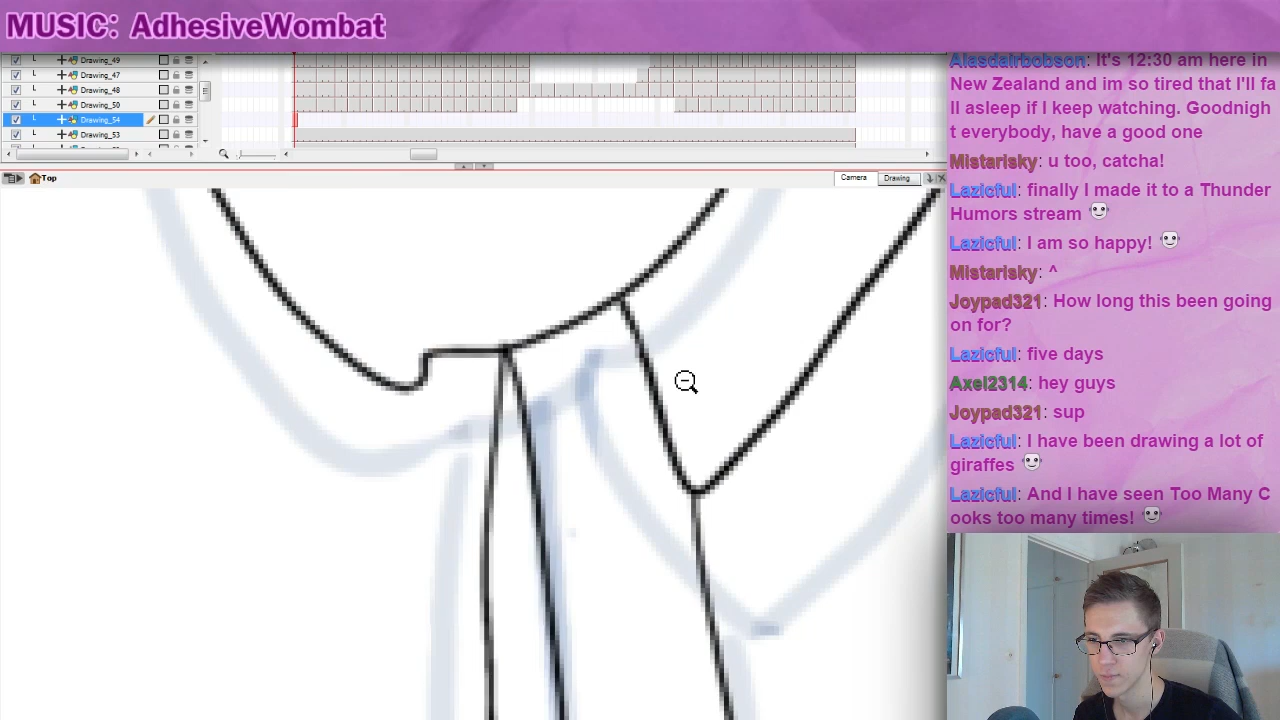 MUSIC: AdhesiveWombat
Drawing_49
Drawing_47
Drawing_48
Drawing_50
Drawing_54
Drawing_53
Top
Camera
Drawing
Alasdairbobson: It's 12:30 am here in
New Zealand and im so tired that I'll fa
ll asleep if I keep watching. Goodnigh
t everybody, have a good one
Mistarisky: u too, catcha!
Lazicful: finally I made it to a Thunder
Humors stream
Lazicful: I am so happy!
Mistarisky: ^
Joypad321: How long this been going
on for?
Lazicful: five days
Axel2314: hey guys
Joypad321: sup
Lazicful: I have been drawing a lot of
giraffes
Lazicful: And I have seen Too Many C
ooks too many times!